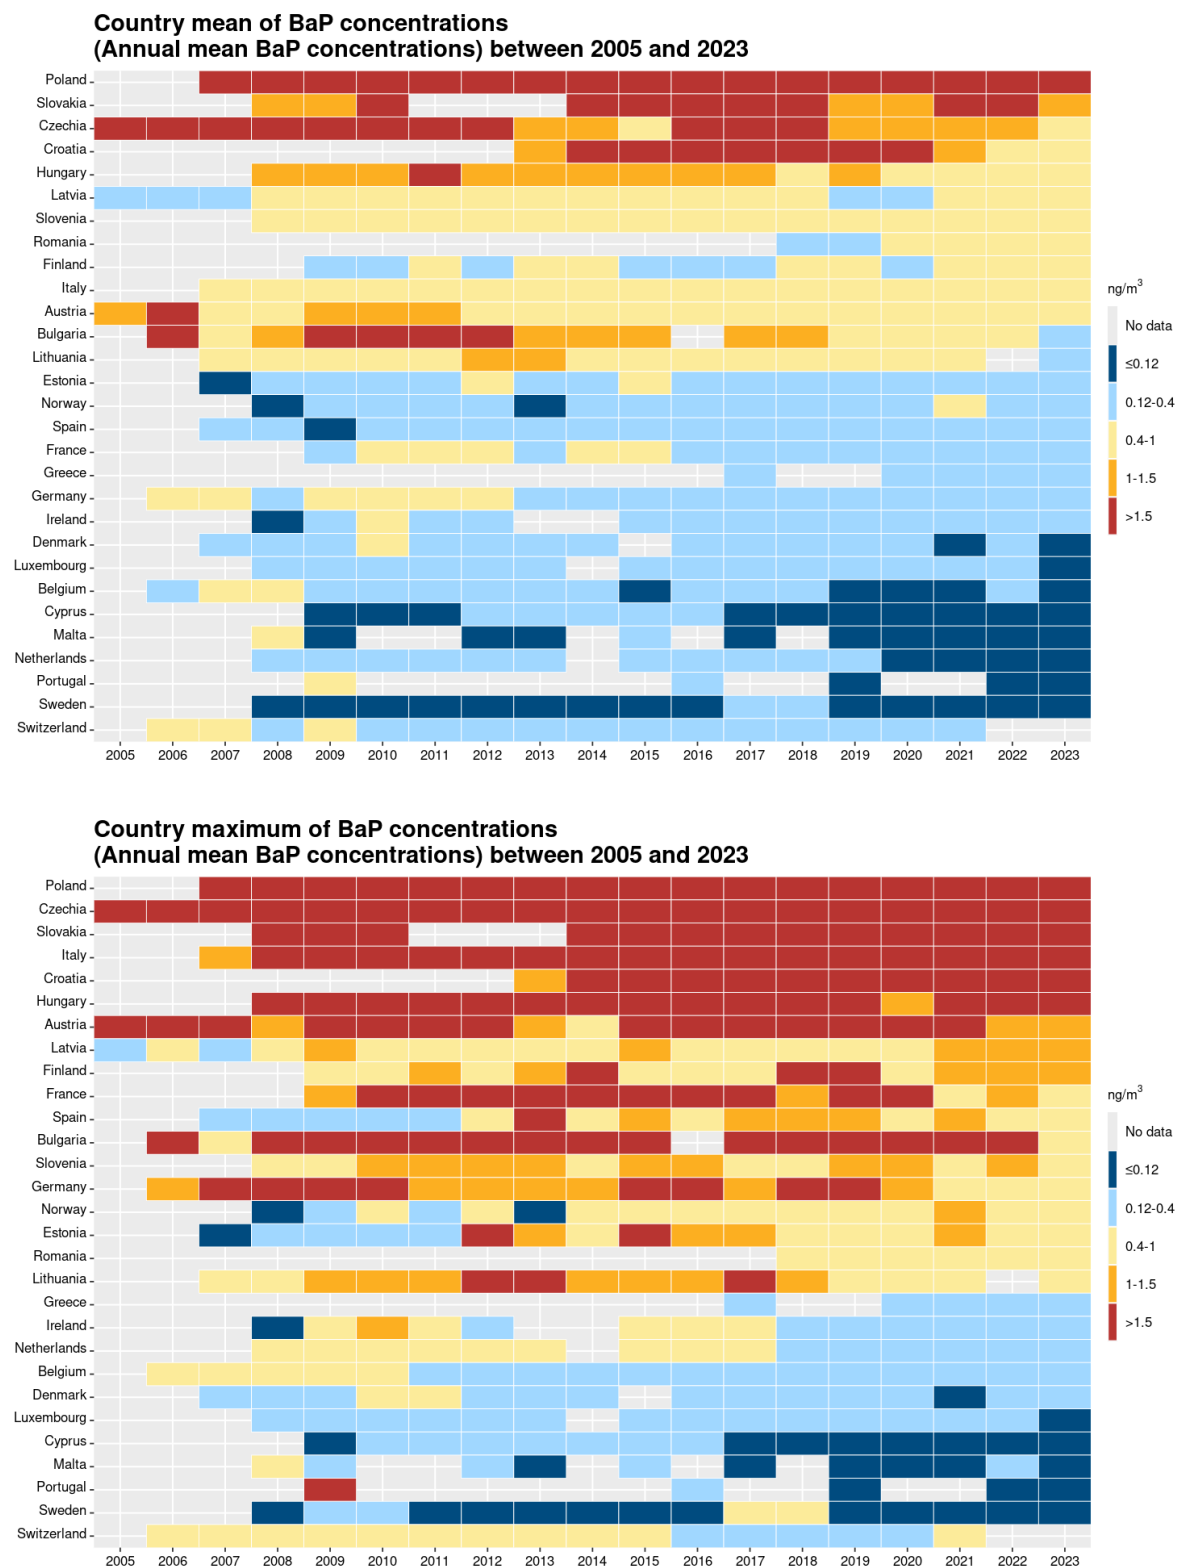 Country mean of BaP concentrations
(Annual mean BaP concentrations) between 2005 and 2023
Poland
Slovakia
Czechia
Croatia
Hungary
Latvia
Slovenia
Romania
Finland
Italy
Austria
Bulgaria
Lithuania
Estonia
Norway
Spain
France
Greece
Germany
Ireland
Denmark
Luxembourg
Belgium
Cyprus
Malta
Netherlands
Portugal
Sweden
Switzerland
2005 2006 2007 2008 2009 2010 2011 2012 2013 2014 2015 2016 2017 2018 2019 2020 2021 2022 2023
ng/m³
No data
≤0.12
0.12-0.4
0.4-1
1-1.5
>1.5
Country maximum of BaP concentrations
(Annual mean BaP concentrations) between 2005 and 2023
Poland
Czechia
Slovakia
Italy
Croatia
Hungary
Austria
Latvia
Finland
France
Spain
Bulgaria
Slovenia
Germany
Norway
Estonia
Romania
Lithuania
Greece
Ireland
Netherlands
Belgium
Denmark
Luxembourg
Cyprus
Malta
Portugal
Sweden
Switzerland
2005 2006 2007 2008 2009 2010 2011 2012 2013 2014 2015 2016 2017 2018 2019 2020 2021 2022 2023
ng/m³
No data
≤0.12
0.12-0.4
0.4-1
1-1.5
>1.5